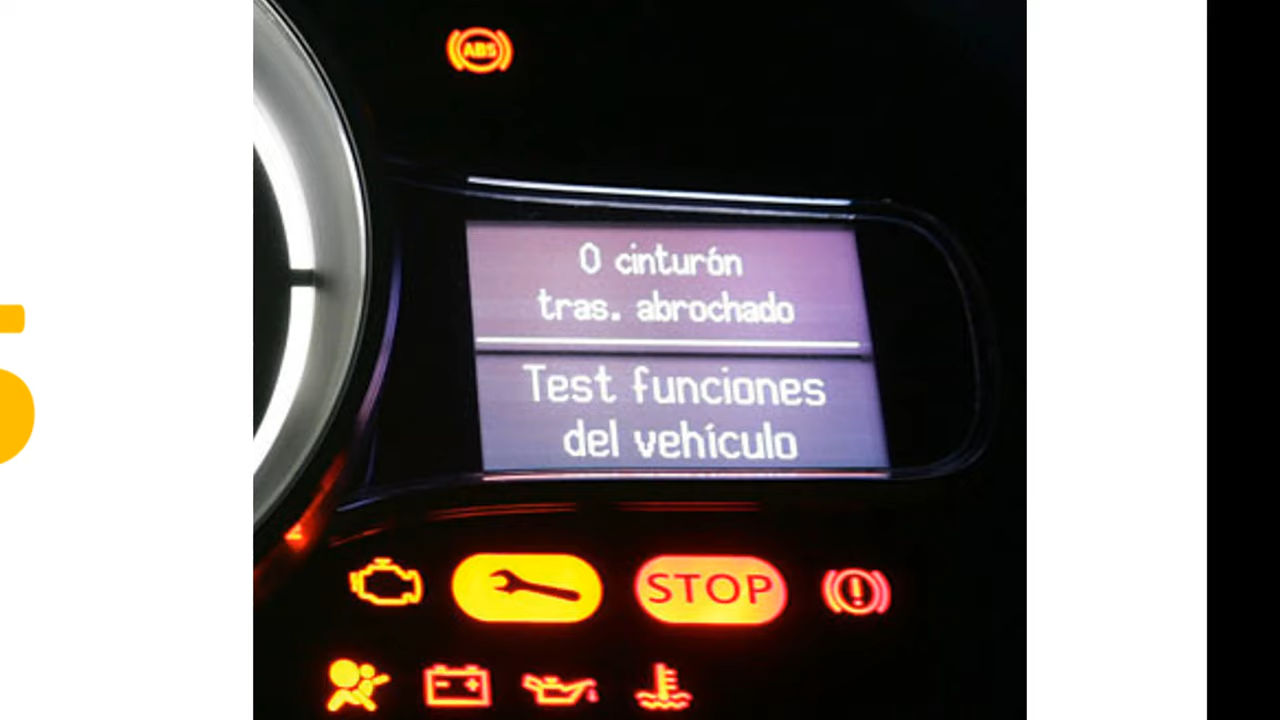 ABS
0 cinturón
tras. abrochado
Test funciones
del vehículo
STOP